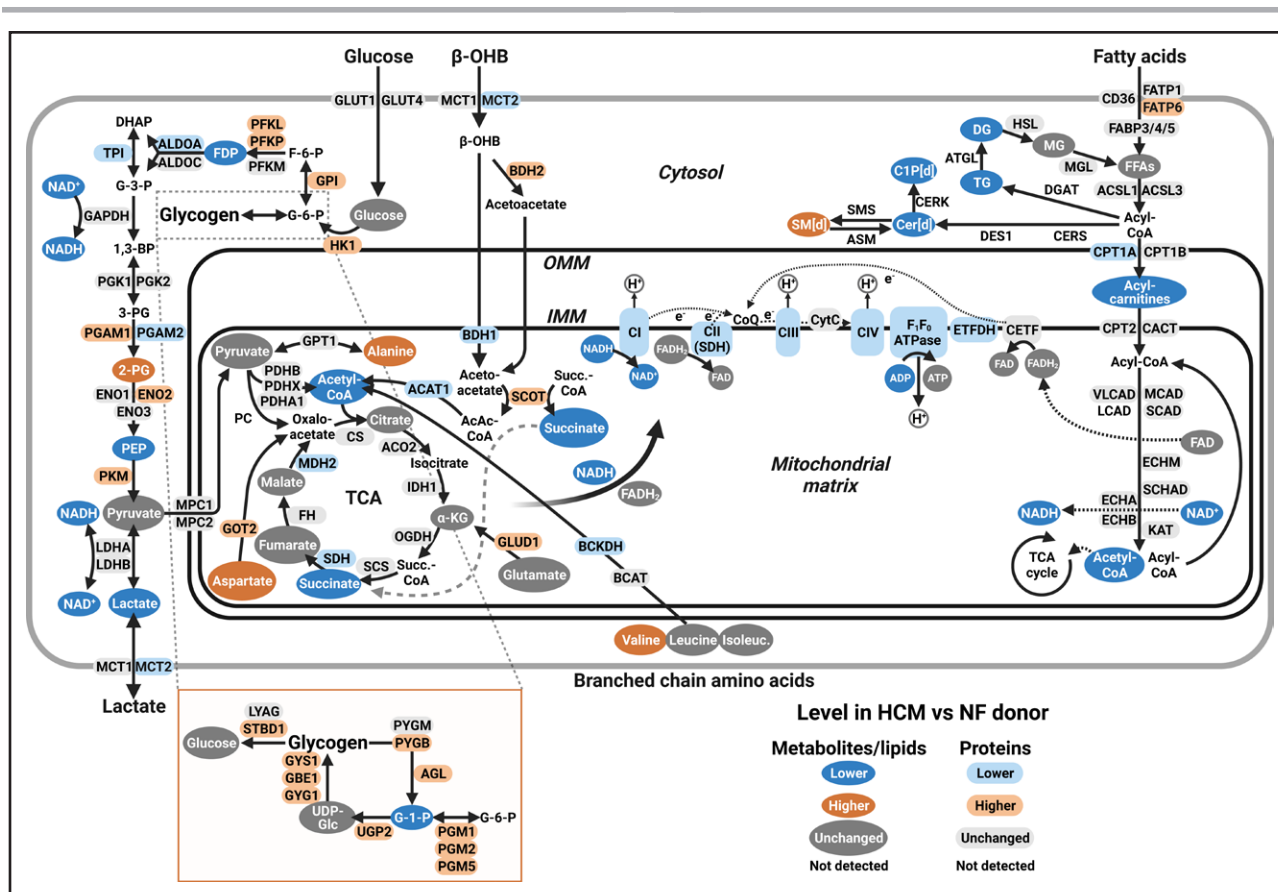 Glucose
β-OHB
Fatty acids
GLUT1 GLUT4
MCT1 MCT2
CD36
FATP1
FATP6
DHAP
PFKL
PFKP
PFKM
ALDOA
ALDOC
FDP
F-6-P
TPI
β-OHB
BDH2
Acetoacetate
Cytosol
DG
HSL
MG
MGL
FABP3/4/5
FFAs
ATGL
TG
DGAT
ACSL1 ACSL3
C1P[d]
CERK
SMS
SM[d]
ASM
Cer[d]
DES1
CERS
Acyl-
CoA
NAD⁺
G-3-P
GPI
GAPDH
Glycogen
G-6-P
Glucose
NADH
1,3-BP
HK1
CPT1A CPT1B
OMM
PGK1 PGK2
Acyl-
carnitines
3-PG
IMM
H⁺
H⁺
H⁺
e⁻
e⁻
e⁻
e⁻
CI
CII
(SDH)
CoQ
CIII
CytC
CIV
F₁F₀
ATPase
ETFDH
CETF
CPT2 CACT
PGAM1 PGAM2
BDH1
NADH
NAD⁺
FADH₂
FAD
ADP
ATP
H⁺
FAD
FADH₂
Acyl-CoA
2-PG
Pyruvate
GPT1
Alanine
ENO1 ENO2
ENO3
PDHB
PDHX
PDHA1
Acetyl-
CoA
ACAT1
Aceto-
acetate
Succ.-
CoA
SCOT
VLCAD
LCAD
MCAD
SCAD
PC
Oxalo-
acetate
CS
Citrate
AcAc-
CoA
Succinate
PEP
ACO2
FAD
MDH2
Isocitrate
Mitochondrial
matrix
ECHM
PKM
Malate
TCA
IDH1
NADH
FADH₂
SCHAD
NADH
Pyruvate
MPC1
MPC2
FH
α-KG
NADH
ECHA
ECHB
NAD⁺
KAT
GOT2
OGDH
GLUD1
BCKDH
LDHA
LDHB
Fumarate
SDH
SCS
Succ.-
CoA
Glutamate
BCAT
TCA
cycle
Acetyl-
CoA
Acyl-
CoA
Aspartate
Succinate
NAD⁺
Lactate
Valine
Leucine
Isoleuc.
MCT1 MCT2
Branched chain amino acids
Lactate
LYAG
STBD1
Glucose
Glycogen
PYGM
PYGB
GYS1
GBE1
GYG1
AGL
UDP-
Glc
UGP2
G-1-P
G-6-P
PGM1
PGM2
PGM5
Level in HCM vs NF donor
Metabolites/lipids
Proteins
Lower
Lower
Higher
Higher
Unchanged
Unchanged
Not detected
Not detected